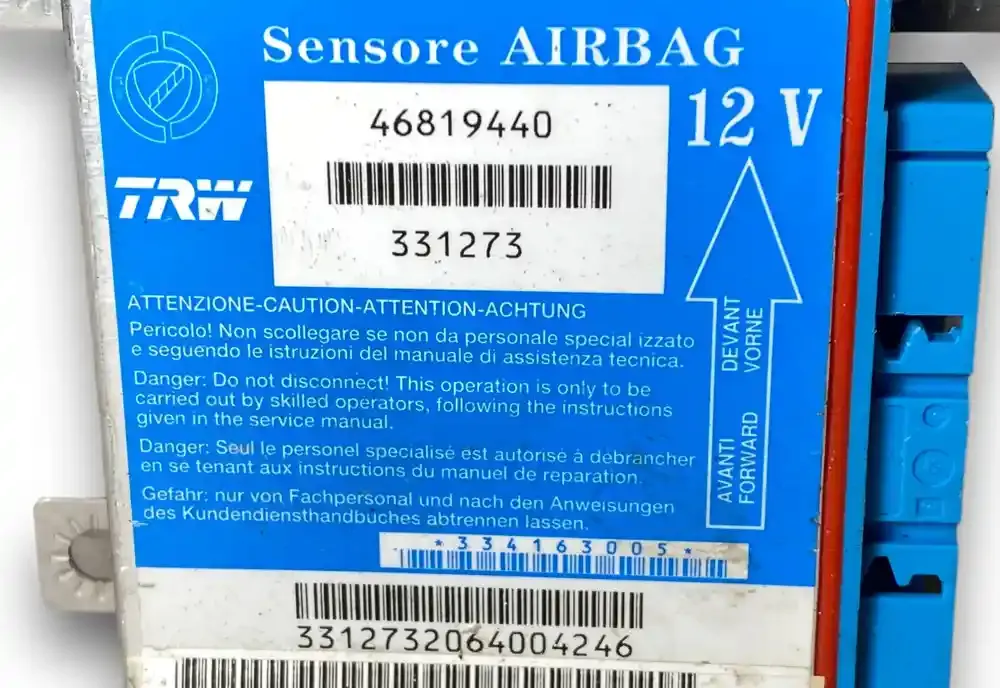 Sensore AIRBAG
46819440
12 V
TRW
331273
ATTENZIONE-CAUTION-ATTENTION-ACHTUNG
Pericolo! Non scollegare se non da personale special izzato
e seguendo le istruzioni del manuale di assistenza tecnica.
Danger: Do not disconnect! This operation is only to be
carried out by skilled operators, following the instructions
given in the service manual.
Danger: Seul le personel specialisé est autorisé à débrancher
en se tenant aux instructions du manuel de reparation.
Gefahr: nur von Fachpersonal und nach den Anweisungen
des Kundendiensthandbuches abtrennen lassen.
AVANTI DEVANT
FORWARD VORNE
*334163005*
3312732064004246